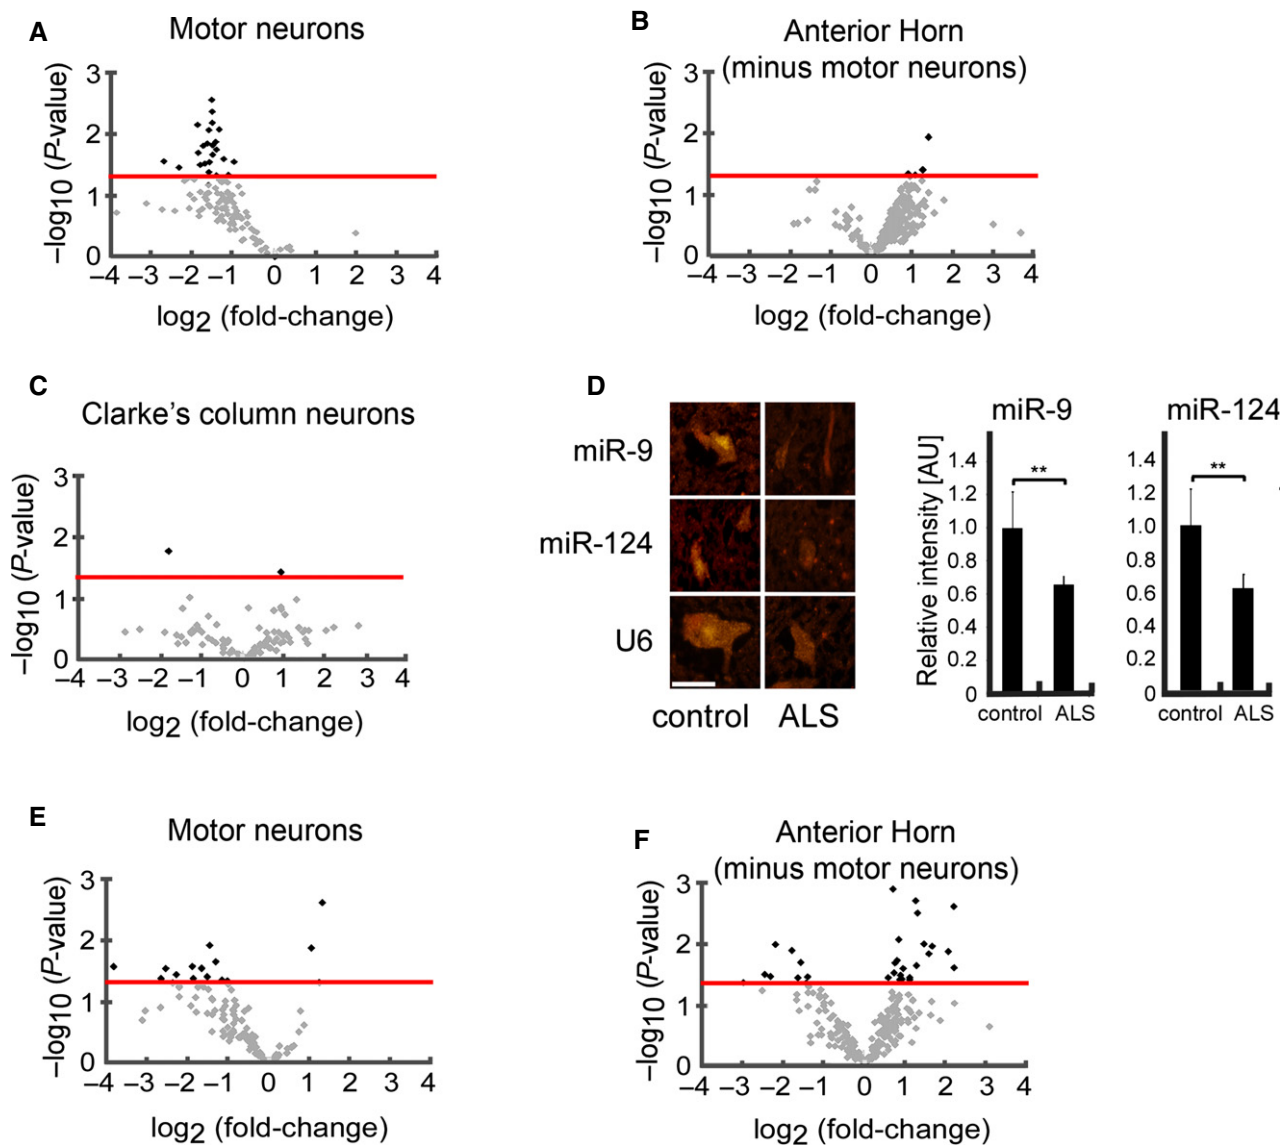 A
Motor neurons
–log10 (P-value)
3
2
1
0
–4 –3 –2 –1 0 1 2 3 4
log2 (fold-change)
B
Anterior Horn
(minus motor neurons)
–log10 (P-value)
3
2
1
0
–4 –3 –2 –1 0 1 2 3 4
log2 (fold-change)
C
Clarke's column neurons
–log10 (P-value)
3
2
1
0
–4 –3 –2 –1 0 1 2 3 4
log2 (fold-change)
D
miR-9
miR-124
U6
control ALS
miR-9
Relative intensity [AU]
1.4
1.2
1.0
0.8
0.6
0.4
0.2
0
**
control ALS
miR-124
1.4
1.2
1.0
0.8
0.6
0.4
0.2
0
**
control ALS
E
Motor neurons
–log10 (P-value)
3
2
1
0
–4 –3 –2 –1 0 1 2 3 4
log2 (fold-change)
F
Anterior Horn
(minus motor neurons)
–log10 (P-value)
3
2
1
0
–4 –3 –2 –1 0 1 2 3 4
log2 (fold-change)